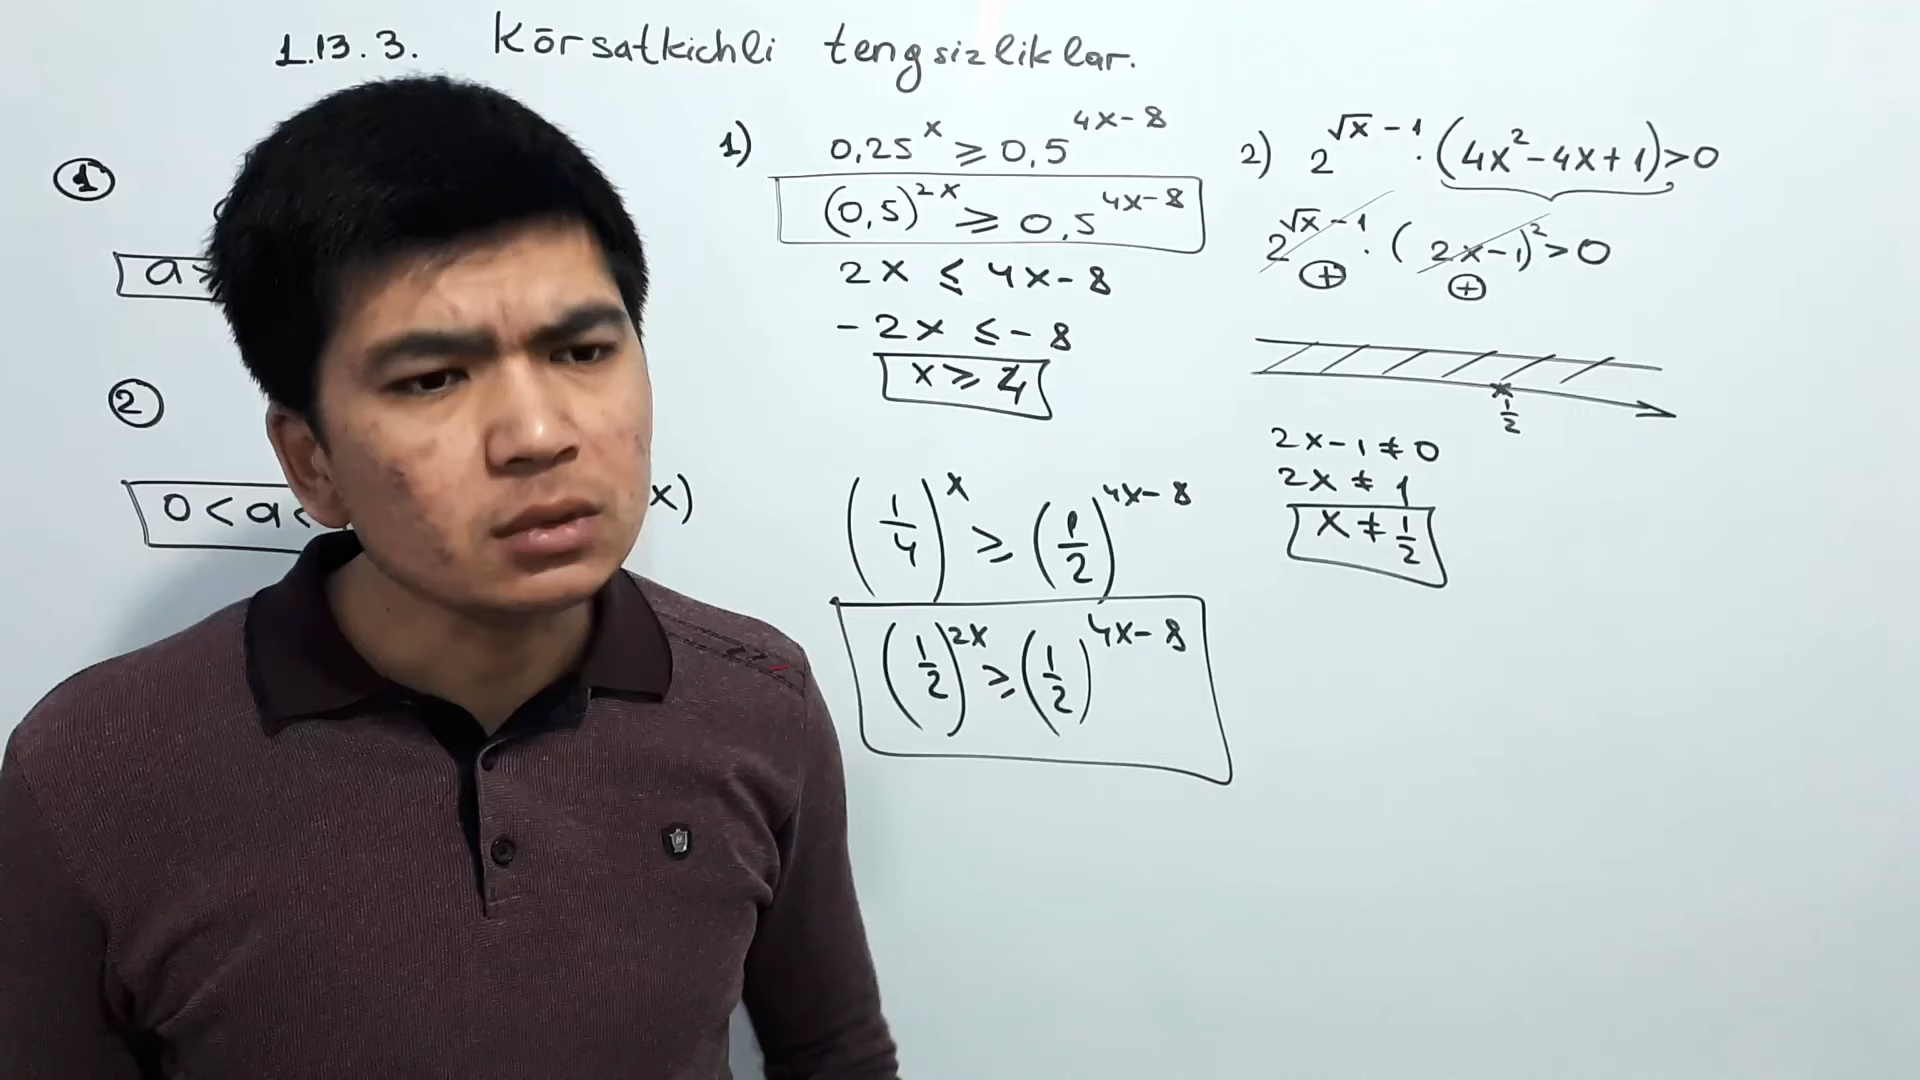 1.13.3. Kōrsatkichli tengsizliklar.
①
a>
②
0<a<
x)
1) 0,25^x ≥ 0,5^(4x-8)
(0,5)^(2x) ≥ 0,5^(4x-8)
2x ≤ 4x-8
-2x ≤ -8
x ≥ 4
(1/4)^x ≥ (1/2)^(4x-8)
(1/2)^(2x) ≥ (1/2)^(4x-8)
2) 2^(√x-1) · (4x²-4x+1)>0
2^(√x-1) · (2x-1)²>0
⊕ ⊕
1/2
2x-1≠0
2x≠1
x≠1/2